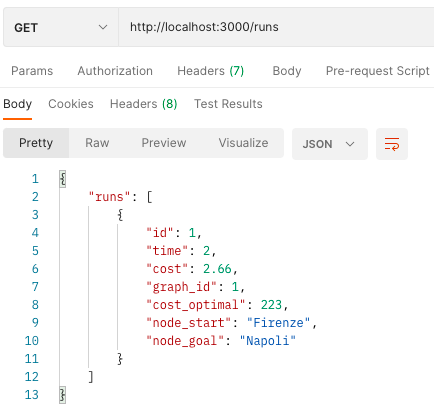 GET http://localhost:3000/runs
Params Authorization Headers (7) Body Pre-request Script
Body Cookies Headers (8) Test Results
Pretty Raw Preview Visualize JSON
1 {
2 "runs": [
3 {
4 "id": 1,
5 "time": 2,
6 "cost": 2.66,
7 "graph_id": 1,
8 "cost_optimal": 223,
9 "node_start": "Firenze",
10 "node_goal": "Napoli"
11 }
12 ]
13 }